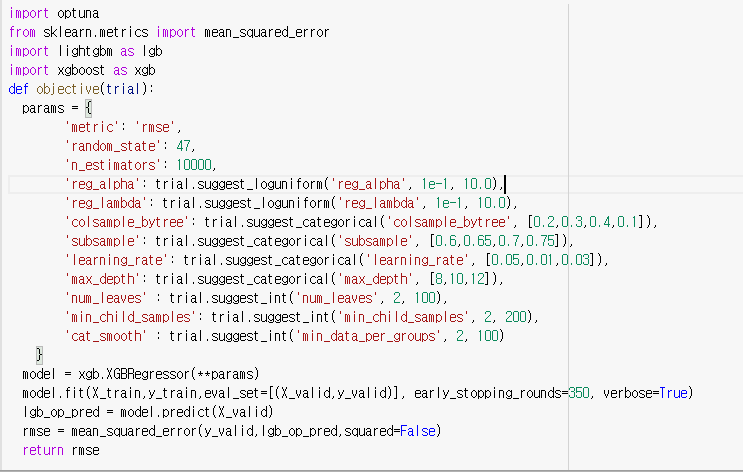 import optuna
from sklearn.metrics import mean_squared_error
import lightgbm as lgb
import xgboost as xgb
def objective(trial):
  params = {
        'metric': 'rmse',
        'random_state': 47,
        'n_estimators': 10000,
        'reg_alpha': trial.suggest_loguniform('reg_alpha', 1e-1, 10.0),
        'reg_lambda': trial.suggest_loguniform('reg_lambda', 1e-1, 10.0),
        'colsample_bytree': trial.suggest_categorical('colsample_bytree', [0.2,0.3,0.4,0.1]),
        'subsample': trial.suggest_categorical('subsample', [0.6,0.65,0.7,0.75]),
        'learning_rate': trial.suggest_categorical('learning_rate', [0.05,0.01,0.03]),
        'max_depth': trial.suggest_categorical('max_depth', [8,10,12]),
        'num_leaves' : trial.suggest_int('num_leaves', 2, 100),
        'min_child_samples': trial.suggest_int('min_child_samples', 2, 200),
        'cat_smooth' : trial.suggest_int('min_data_per_groups', 2, 100)
    }
  model = xgb.XGBRegressor(**params)
  model.fit(X_train,y_train,eval_set=[(X_valid,y_valid)], early_stopping_rounds=350, verbose=True)
  lgb_op_pred = model.predict(X_valid)
  rmse = mean_squared_error(y_valid,lgb_op_pred,squared=False)
  return rmse